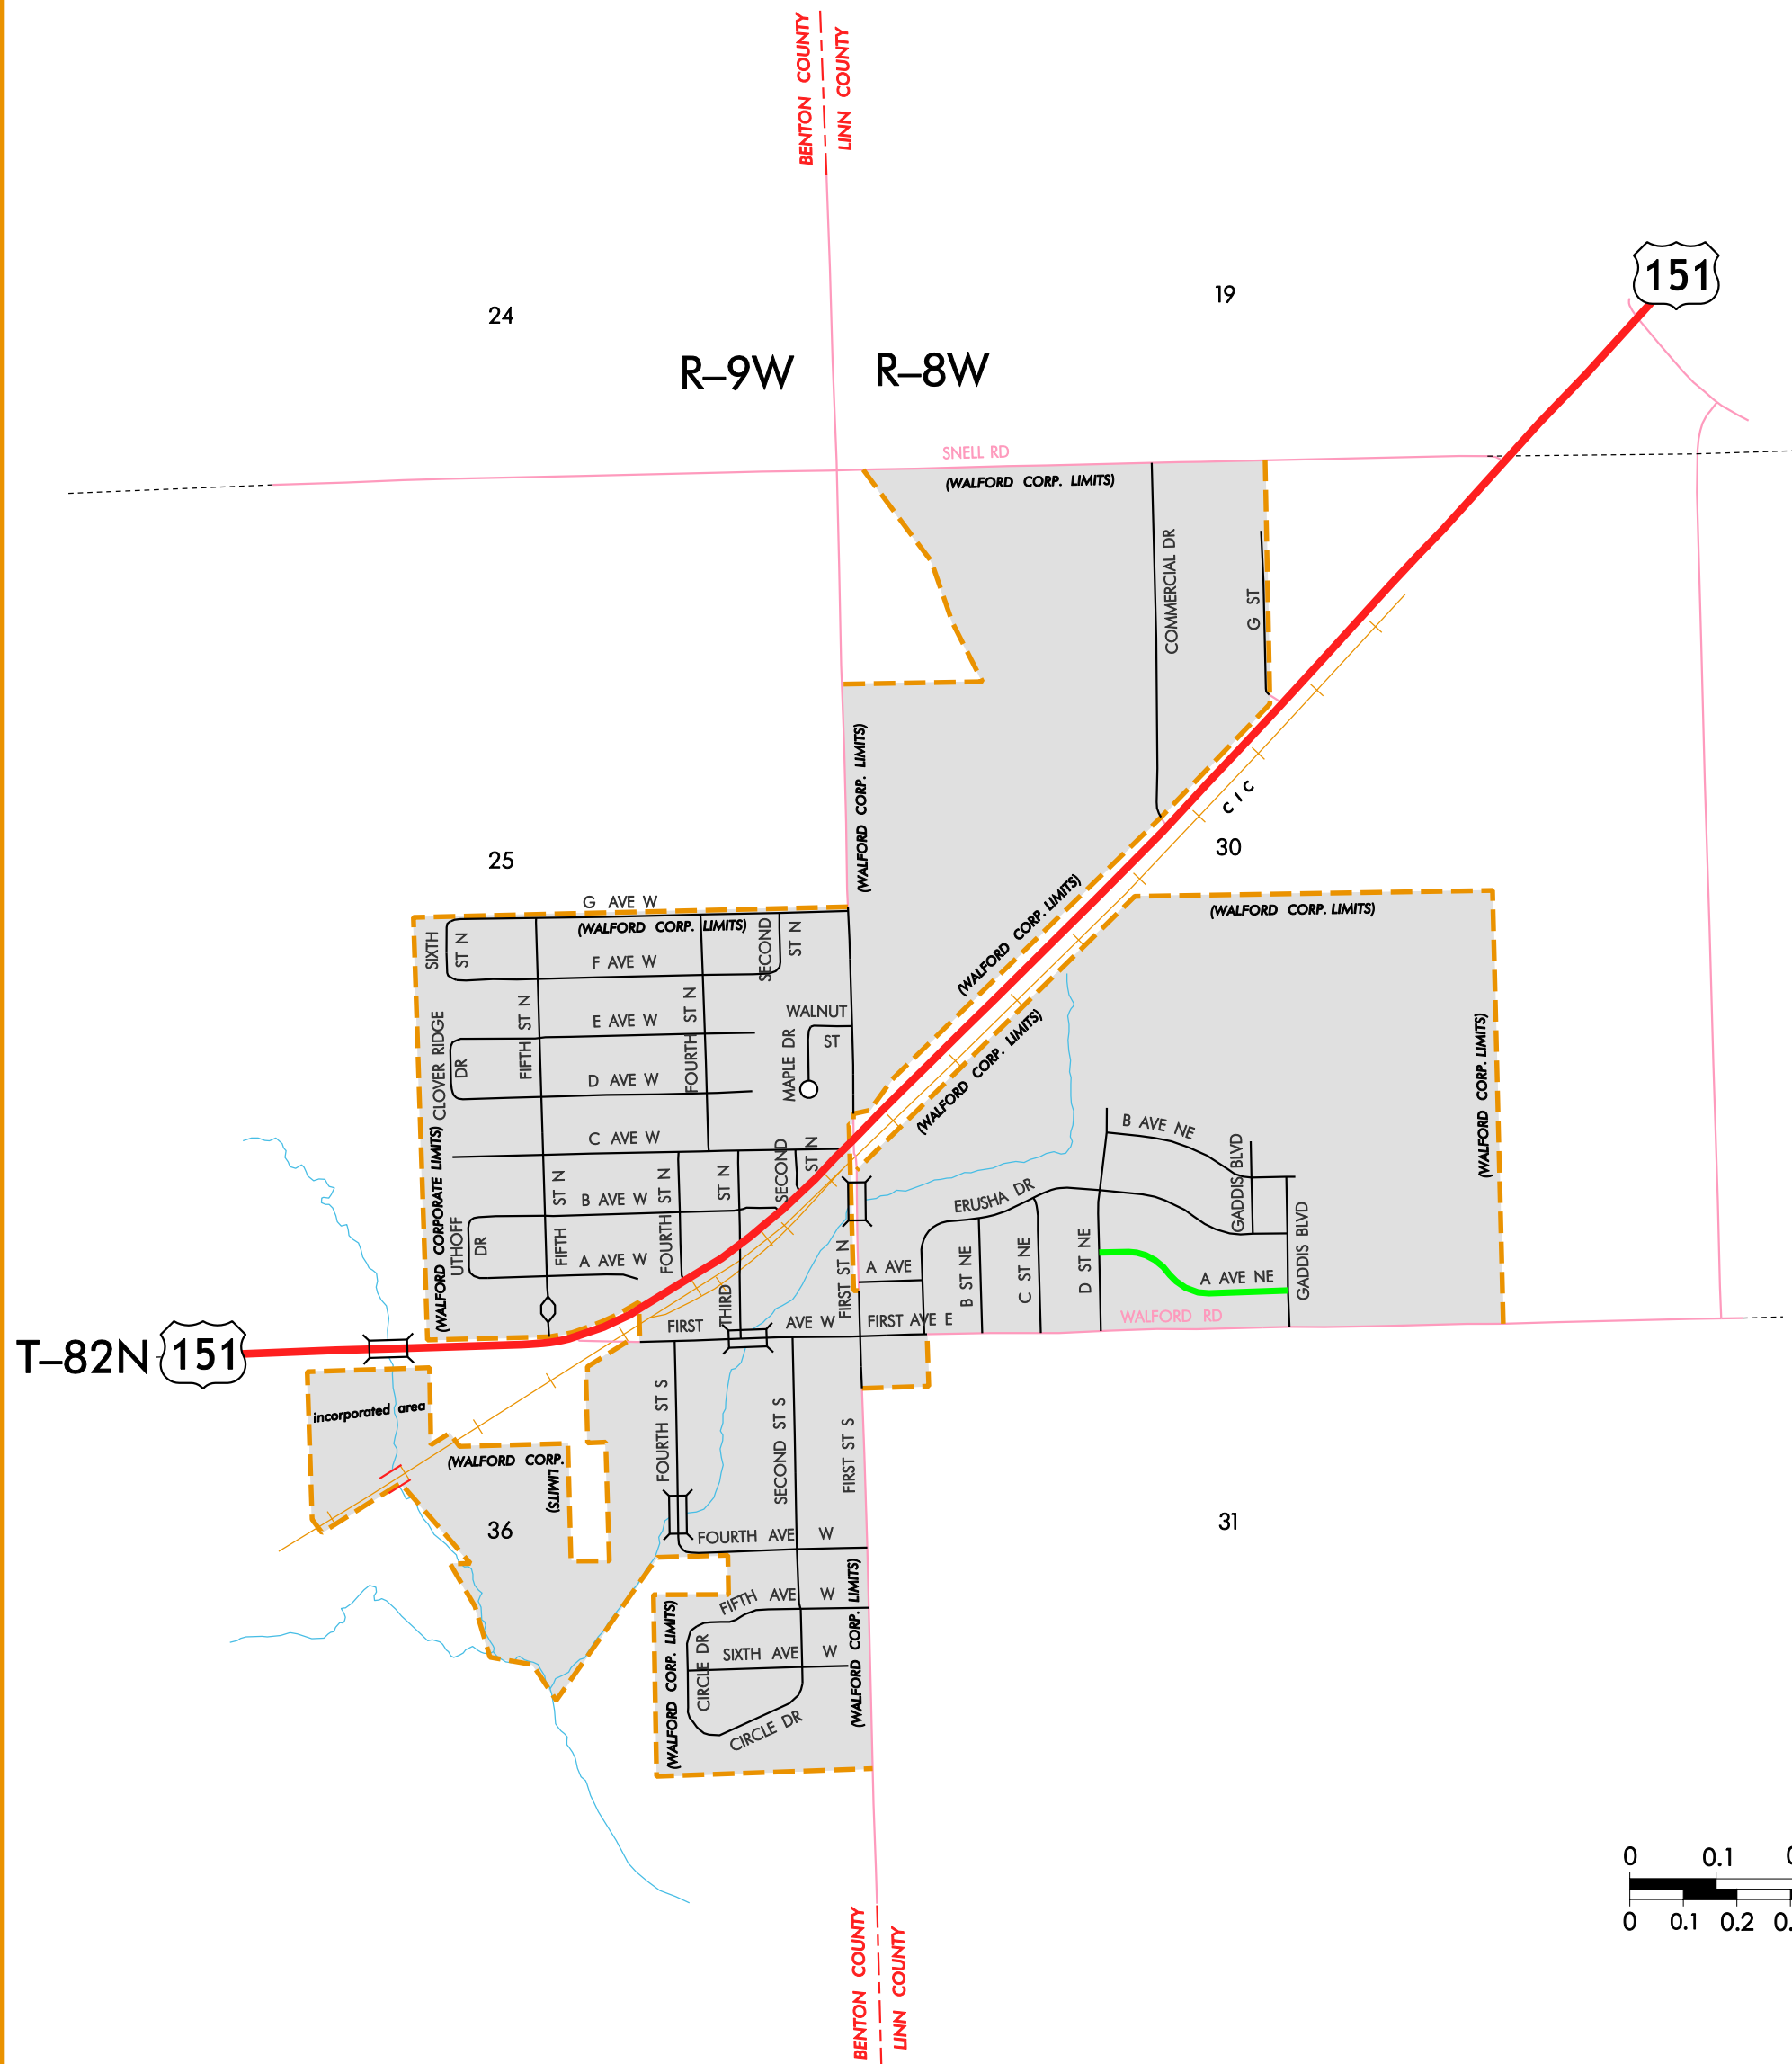 BENTON COUNTY
LINN COUNTY
151
24
19
R–9W
R–8W
SNELL RD
(WALFORD CORP. LIMITS)
COMMERCIAL DR
G ST
(WALFORD CORP. LIMITS)
C I C
25
30
G AVE W
(WALFORD CORP. LIMITS)
(WALFORD CORP. LIMITS)
(WALFORD CORP. LIMITS)
SIXTH
ST N
F AVE W
SECOND
ST N
FIFTH ST N
E AVE W
FOURTH ST N
WALNUT
ST
MAPLE DR
CLOVER RIDGE
DR
D AVE W
(WALFORD CORP. LIMITS)
(WALFORD CORP. LIMITS)
C AVE W
B AVE NE
GADDIS BLVD
(WALFORD CORPORATE LIMITS)
FIFTH
ST N
B AVE W
FOURTH
ST N
THIRD
ST N
SECOND
ST N
ERUSHA DR
UTHOFF
DR
A AVE W
FIRST ST N
A AVE
B ST NE
C ST NE
D ST NE
A AVE NE
GADDIS BLVD
FIRST
AVE W
FIRST AVE E
WALFORD RD
T–82N
151
incorporated area
(WALFORD CORP.
LIMITS)
FOURTH ST S
SECOND ST S
FIRST ST S
36
31
FOURTH AVE W
FIFTH AVE W
(WALFORD CORP. LIMITS)
(WALFORD CORP. LIMITS)
CIRCLE DR
SIXTH AVE W
CIRCLE DR
0 0.1
0 0.1 0.2
BENTON COUNTY
LINN COUNTY